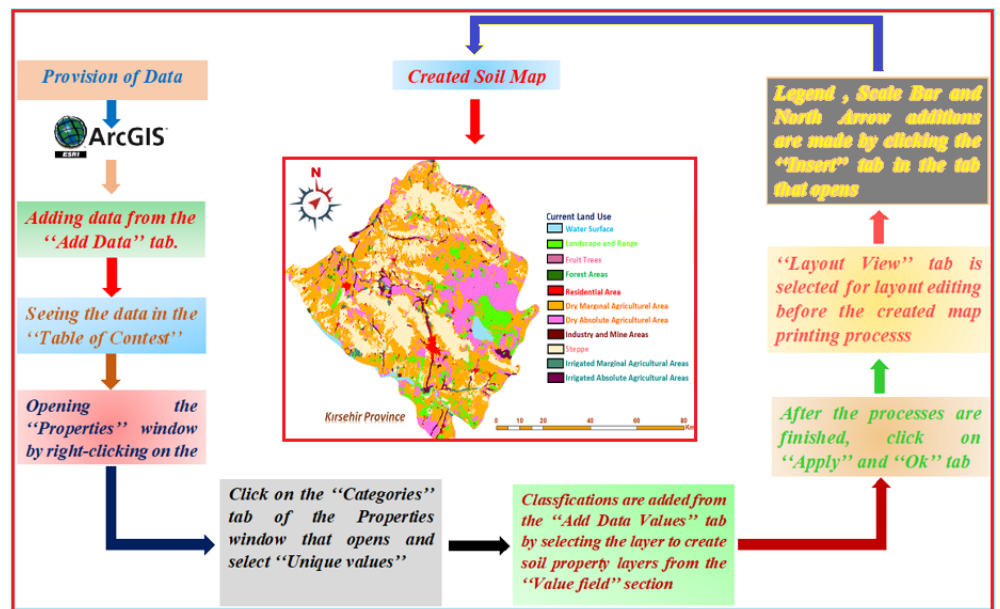 Provision of Data
ArcGIS
ESRI
Adding data from the
‘‘Add Data’’ tab.
Seeing the data in the
‘‘Table of Contest’’
Opening the
‘‘Properties’’ window
by right-clicking on the
Click on the ‘‘Categories’’
tab of the Properties
window that opens and
select ‘‘Unique values’’
Classfications are added from
the ‘‘Add Data Values’’ tab
by selecting the layer to create
soil property layers from the
‘‘Value field’’ section
After the processes are
finished, click on
‘‘Apply’’ and ‘‘Ok’’ tab
‘‘Layout View’’ tab is
selected for layout editing
before the created map
printing processs
Legend , Scale Bar and
North Arrow additions
are made by clicking the
‘‘Insert’’ tab in the tab
that opens
Created Soil Map
N
Current Land Use
Water Surface
Landscape and Range
Fruit Trees
Forest Areas
Residential Area
Dry Marginal Agricultural Area
Dry Absolute Agricultural Area
Industry and Mine Areas
Steppe
Irrigated Marginal Agricultural Areas
Irrigated Absolute Agricultural Areas
Kırsehir Province
0 10 20 40 60 80
Km